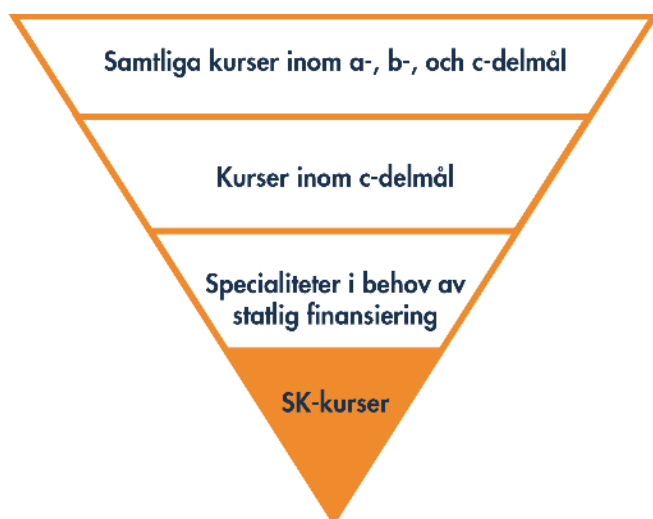 Samtliga kurser inom a-, b-, och c-delmål
Kurser inom c-delmål
Specialiteter i behov av
statlig finansiering
SK-kurser